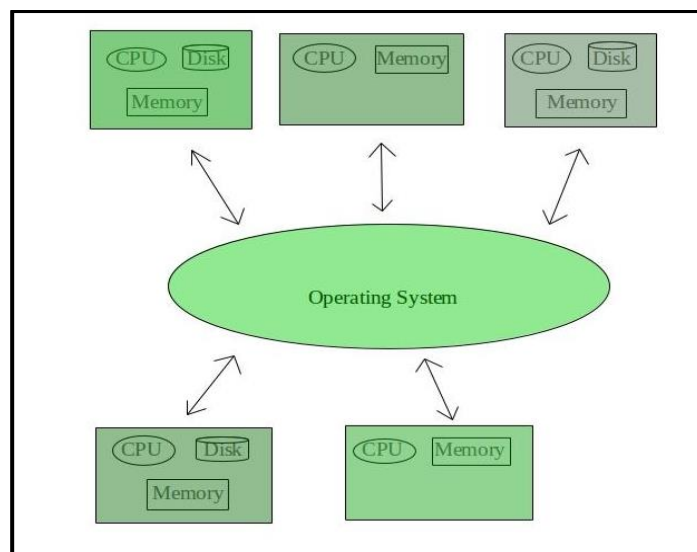 CPU Disk
Memory
CPU Memory
CPU Disk
Memory
Operating System
CPU Disk
Memory
CPU Memory